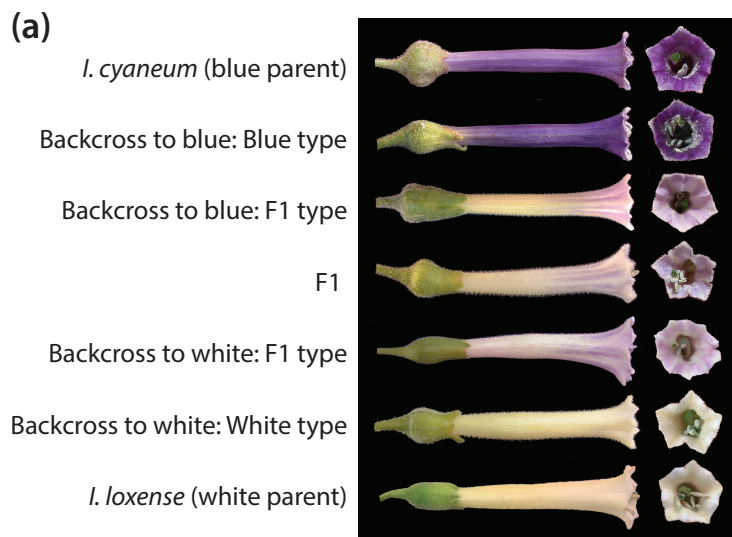 (a)
I. cyaneum (blue parent)
Backcross to blue: Blue type
Backcross to blue: F1 type
F1
Backcross to white: F1 type
Backcross to white: White type
I. loxense (white parent)